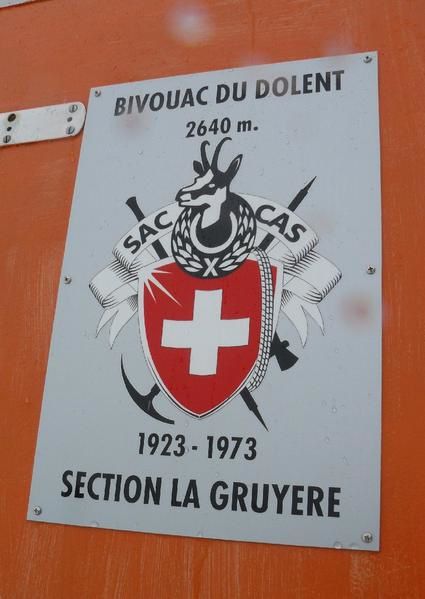 BIVOUAC DU DOLENT
2640 m.
SAC CAS
X
1923 - 1973
SECTION LA GRUYERE